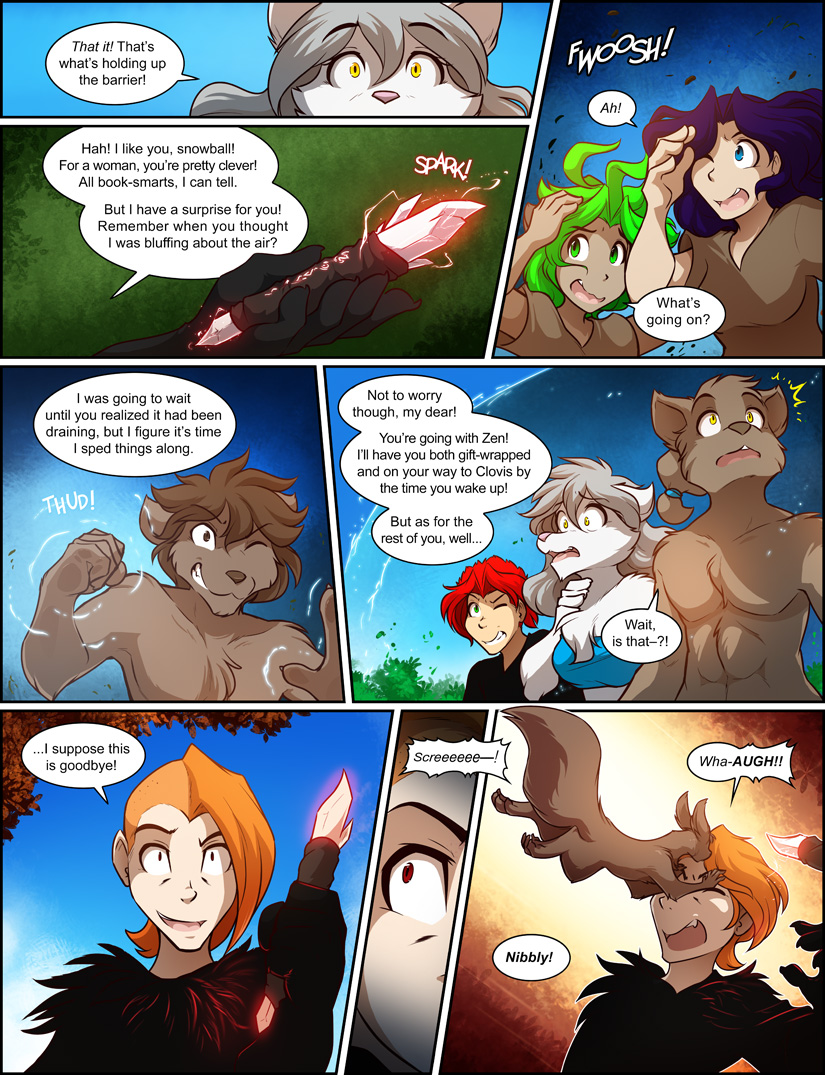 That it! That's
what's holding up
the barrier!
FWOOSH!
Ah!
What's
going on?
Hah! I like you, snowball!
For a woman, you're pretty clever!
All book-smarts, I can tell.
But I have a surprise for you!
Remember when you thought
I was bluffing about the air?
SPARK!
I was going to wait
until you realized it had been
draining, but I figure it's time
I sped things along.
THUD!
Not to worry
though, my dear!
You're going with Zen!
I'll have you both gift-wrapped
and on your way to Clovis by
the time you wake up!
But as for the
rest of you, well...
Wait,
is that–?!
...I suppose this
is goodbye!
Screeeeee—!
Wha-AUGH!!
Nibbly!